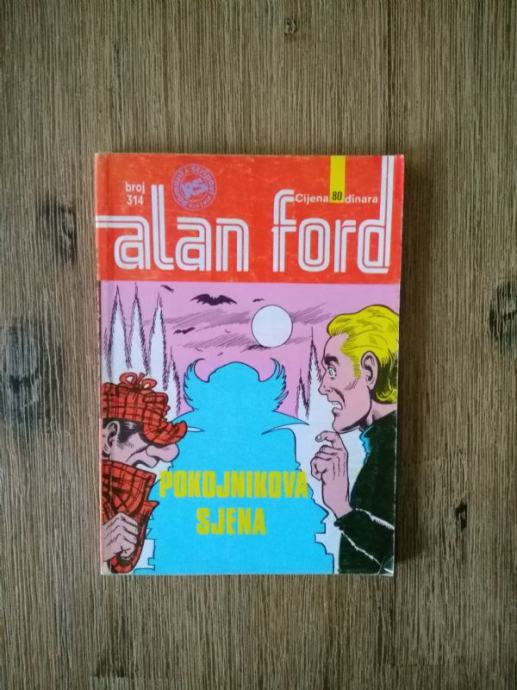 broj
314
Cijena 80 dinara
alan ford
POKOJNIKOVA
SJENA